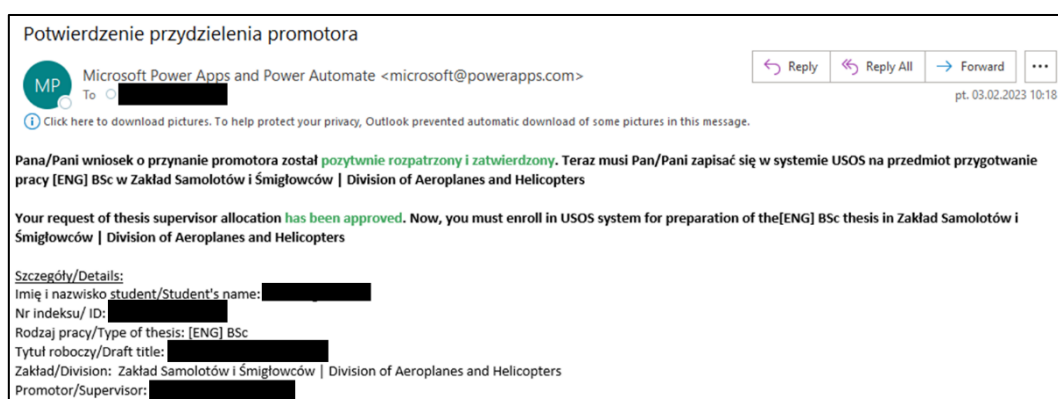 Potwierdzenie przydzielenia promotora
MP
Microsoft Power Apps and Power Automate <microsoft@powerapps.com>
To
Reply
Reply All
Forward
pt. 03.02.2023 10:18
Click here to download pictures. To help protect your privacy, Outlook prevented automatic download of some pictures in this message.
Pana/Pani wniosek o przynanie promotora został pozytwnie rozpatrzony i zatwierdzony. Teraz musi Pan/Pani zapisać się w systemie USOS na przedmiot przygotwanie
pracy [ENG] BSc w Zakład Samolotów i Śmigłowców | Division of Aeroplanes and Helicopters
Your request of thesis supervisor allocation has been approved. Now, you must enroll in USOS system for preparation of the[ENG] BSc thesis in Zakład Samolotów i
Śmigłowców | Division of Aeroplanes and Helicopters
Szczegóły/Details:
Imię i nazwisko student/Student's name:
Nr indeksu/ ID:
Rodzaj pracy/Type of thesis: [ENG] BSc
Tytuł roboczy/Draft title:
Zakład/Division: Zakład Samolotów i Śmigłowców | Division of Aeroplanes and Helicopters
Promotor/Supervisor: